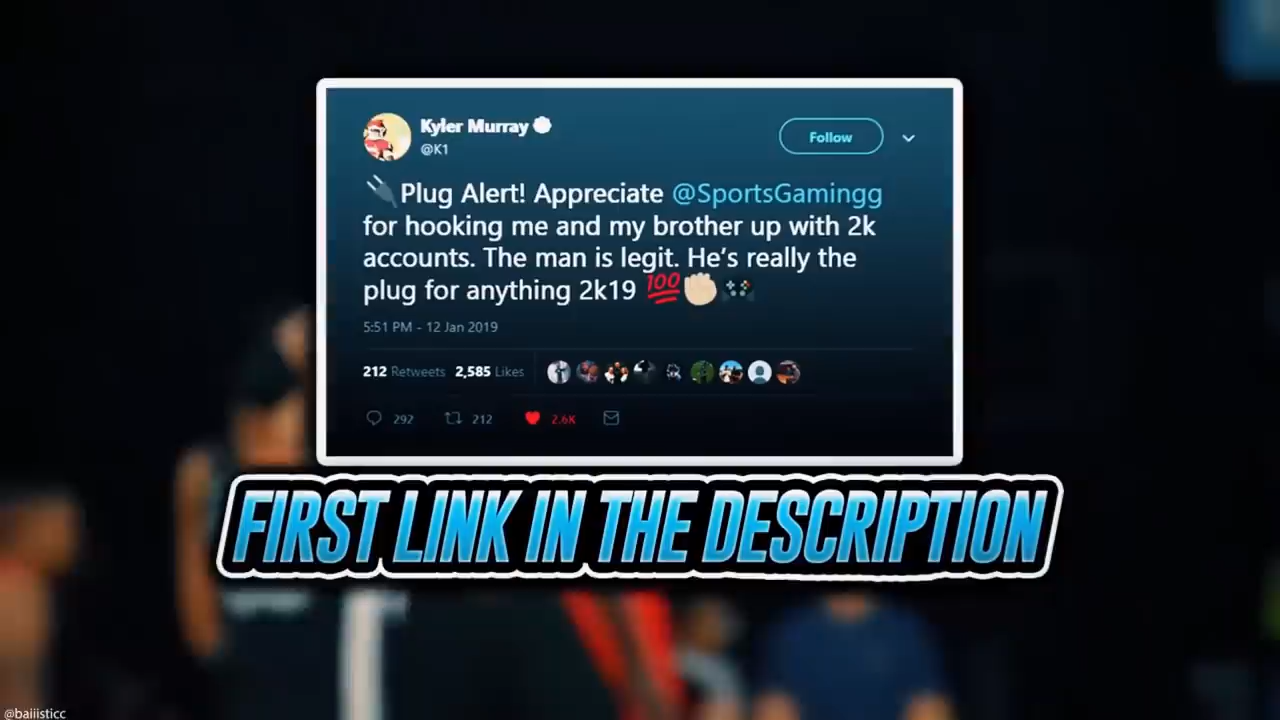 Kyler Murray
@K1
Follow
Plug Alert! Appreciate @SportsGamingg
for hooking me and my brother up with 2k
accounts. The man is legit. He's really the
plug for anything 2k19 💯✊🏻🎮
5:51 PM - 12 Jan 2019
212 Retweets 2,585 Likes
292 212 2.6K
FIRST LINK IN THE DESCRIPTION
@baiiisticc